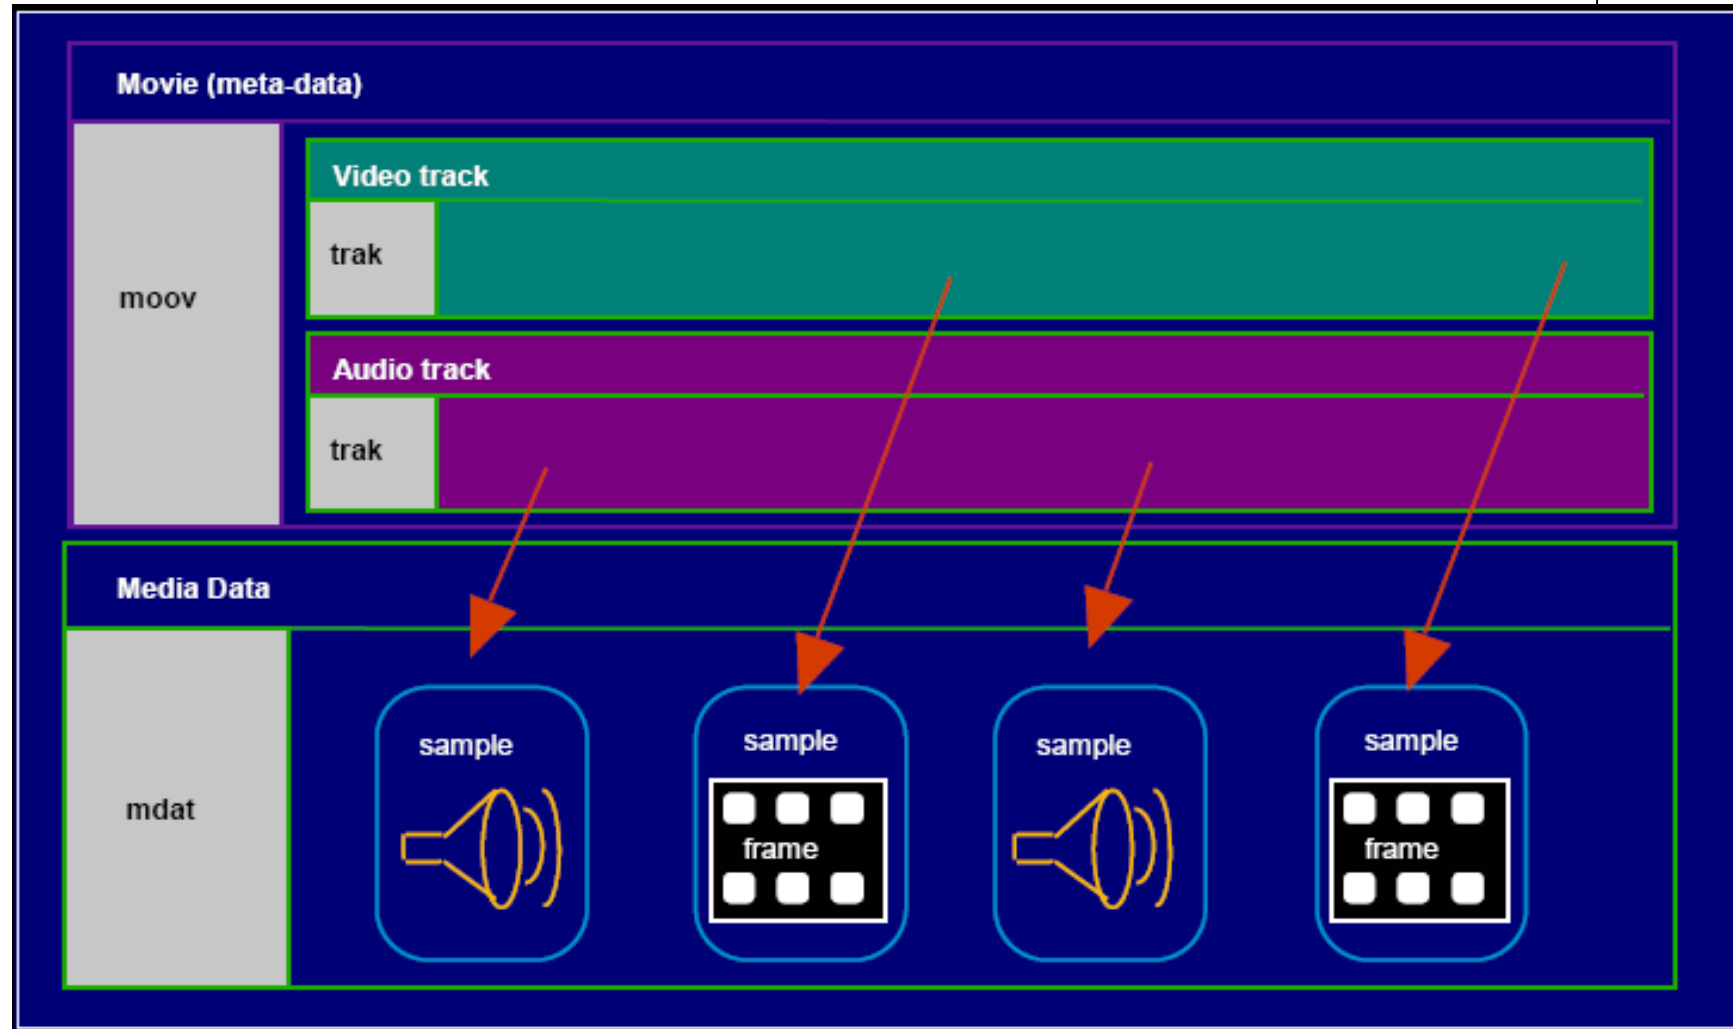 Movie (meta-data)
moov
Video track
trak
Audio track
trak
Media Data
mdat
sample
sample
sample
sample
frame
frame